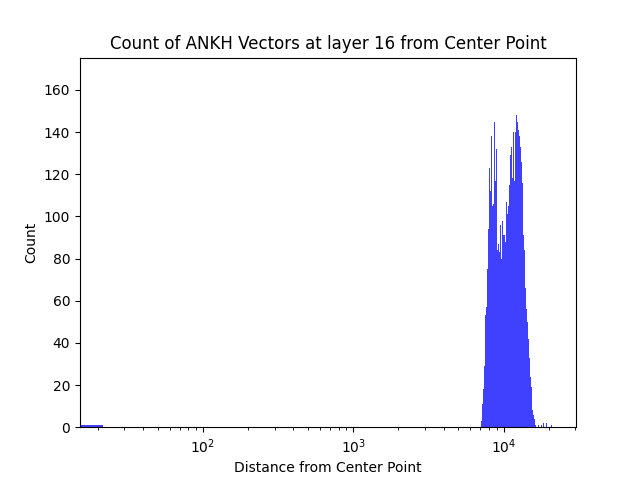 Count of ANKH Vectors at layer 16 from Center Point
Count
160
140
120
100
80
60
40
20
0
10² 10³ 10⁴
Distance from Center Point